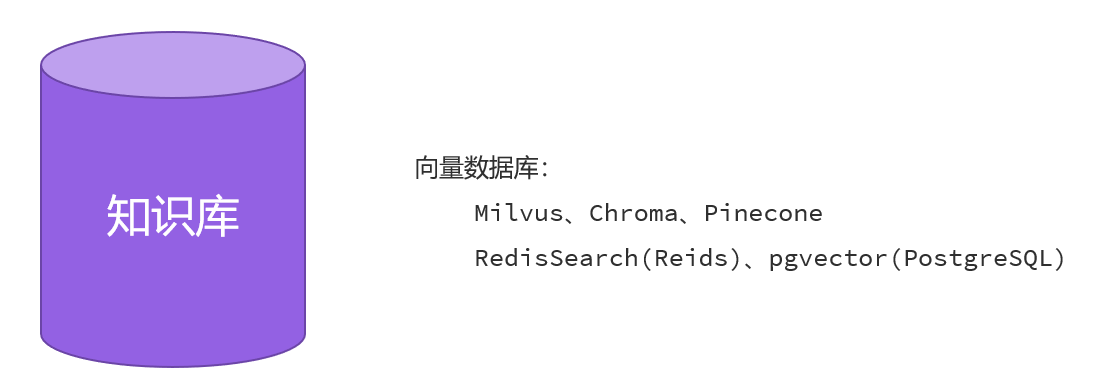 知识库
向量数据库：
Milvus、Chroma、Pinecone
RedisSearch(Reids)、pgvector(PostgreSQL)